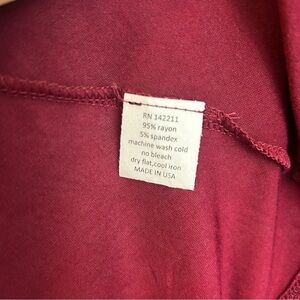 RN 142211
95% rayon
5% spandex
machine wash cold
no bleach
dry flat,cool iron
MADE IN USA